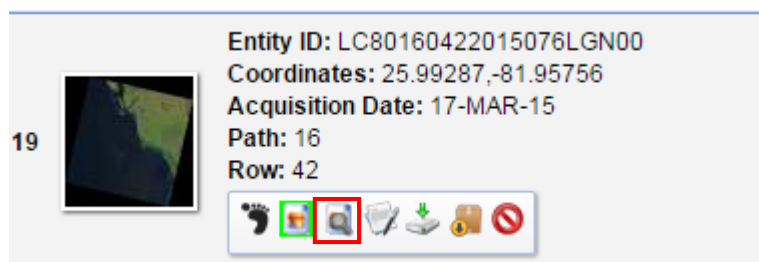 Entity ID: LC80160422015076LGN00
Coordinates: 25.99287,-81.95756
Acquisition Date: 17-MAR-15
19
Path: 16
Row: 42